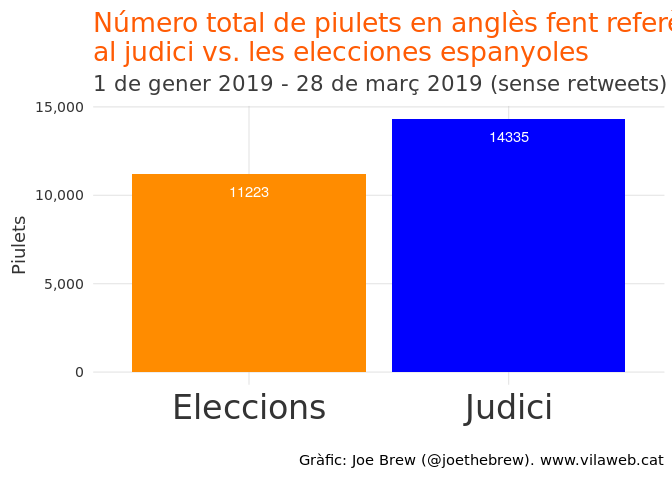 Número total de piulets en anglès fent
al judici vs. les elecciones espanyoles
1 de gener 2019 - 28 de març 2019 (sense retweets)
15,000
14335
11223
10,000
Piulets
5,000
0
Eleccions
Judici
Gràfic: Joe Brew (@joethebrew). www.vilaweb.cat